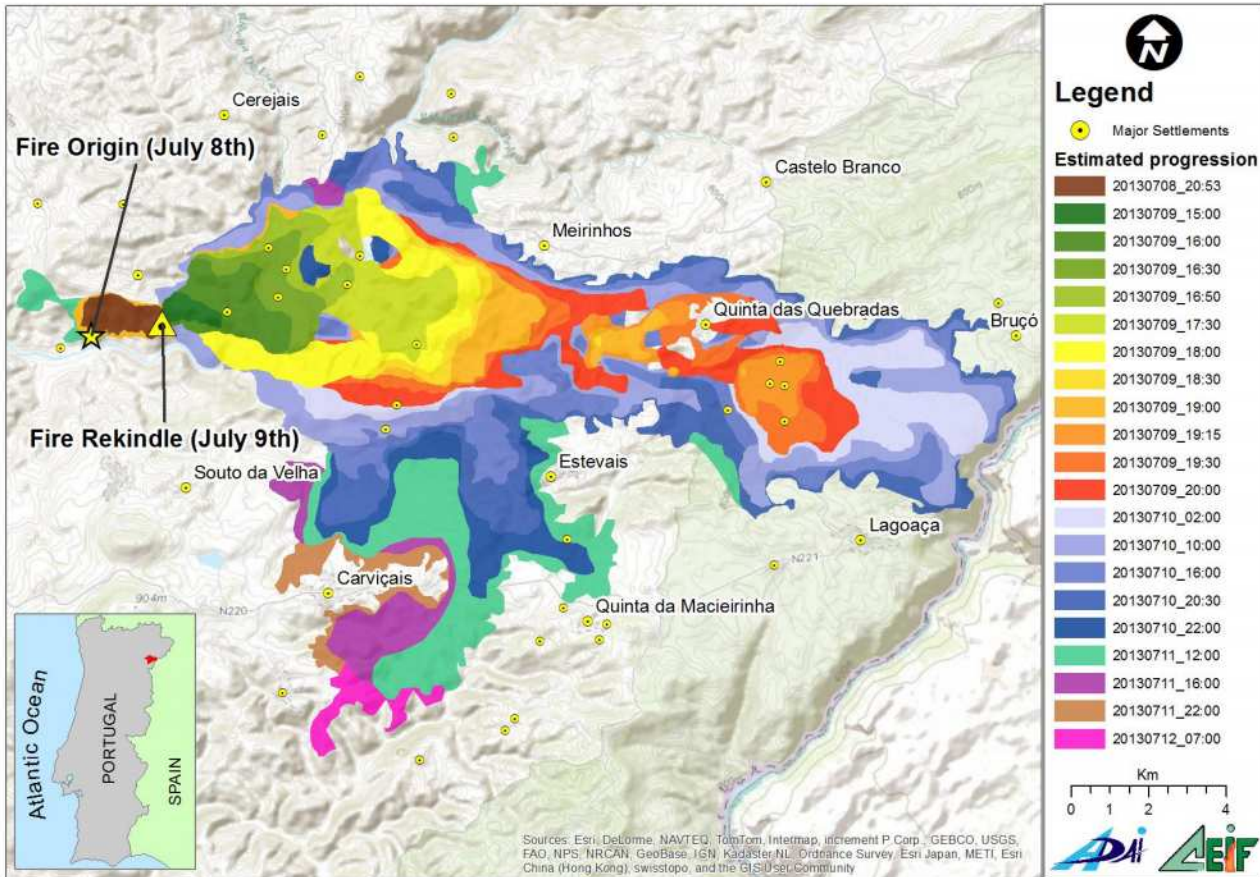 Cerejais
Fire Origin (July 8th)
Castelo Branco
Meirinhos
Quinta das Quebradas
Bruçó
Fire Rekindle (July 9th)
Souto da Velha
Estevais
Lagoaça
N221
Carviçais
904m
N220
Quinta da Macieirinha
Atlantic Ocean
PORTUGAL
SPAIN
Sources: Esri, DeLorme, NAVTEQ, TomTom, Intermap, increment P Corp., GEBCO, USGS,
FAO, NPS, NRCAN, GeoBase, IGN, Kadaster NL, Ordnance Survey, Esri Japan, METI, Esri
China (Hong Kong), swisstopo, and the GIS User Community
N
Legend
Major Settlements
Estimated progression
20130708_20:53
20130709_15:00
20130709_16:00
20130709_16:30
20130709_16:50
20130709_17:30
20130709_18:00
20130709_18:30
20130709_19:00
20130709_19:15
20130709_19:30
20130709_20:00
20130710_02:00
20130710_10:00
20130710_16:00
20130710_20:30
20130710_22:00
20130711_12:00
20130711_16:00
20130711_22:00
20130712_07:00
Km
0 1 2 4
ADAI
CEIF